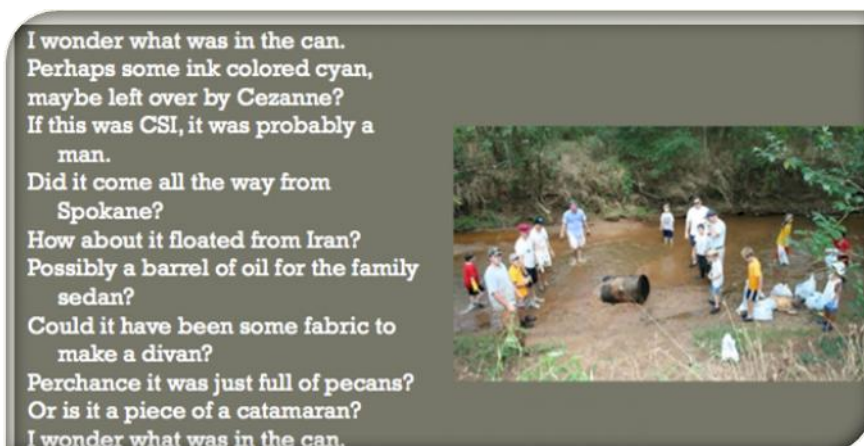 I wonder what was in the can.
Perhaps some ink colored cyan,
maybe left over by Cezanne?
If this was CSI, it was probably a
man.
Did it come all the way from
Spokane?
How about it floated from Iran?
Possibly a barrel of oil for the family
sedan?
Could it have been some fabric to
make a divan?
Perchance it was just full of pecans?
Or is it a piece of a catamaran?
I wonder what was in the can.